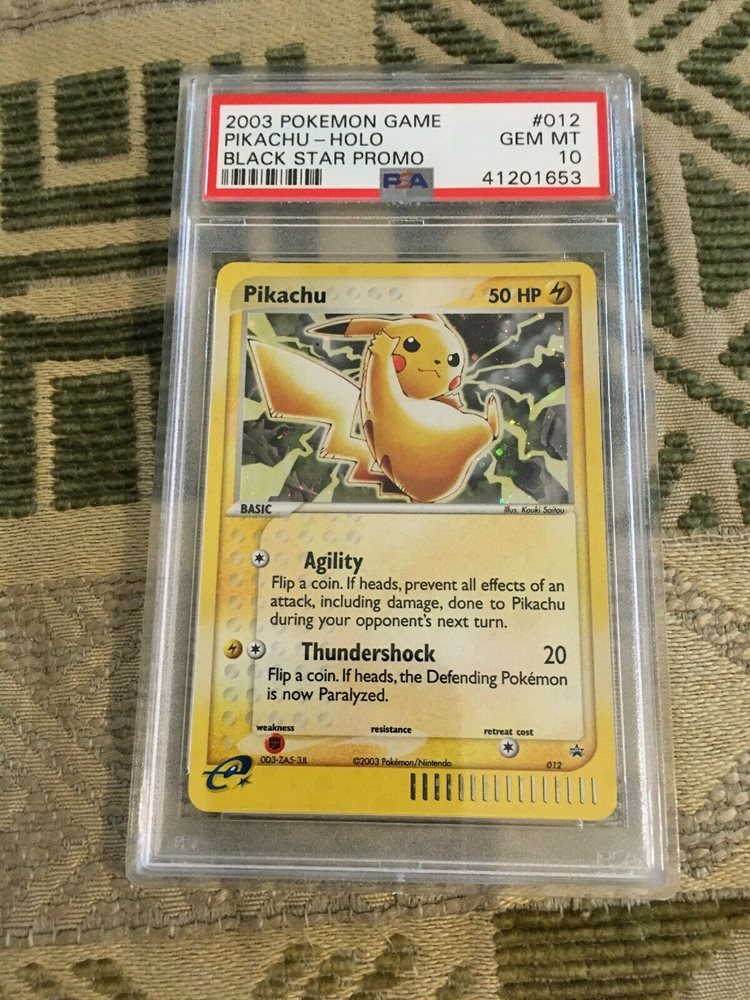 2003 POKEMON GAME #012
PIKACHU-HOLO GEM MT
BLACK STAR PROMO 10
PSA 41201653
Pikachu 50 HP
BASIC Illus. Kouki Saitou
Agility
Flip a coin. If heads, prevent all effects of an
attack, including damage, done to Pikachu
during your opponent's next turn.
Thundershock 20
Flip a coin. If heads, the Defending Pokémon
is now Paralyzed.
weakness resistance retreat cost
0D3-ZA5-3JL ©2003 Pokémon/Nintendo 012
e